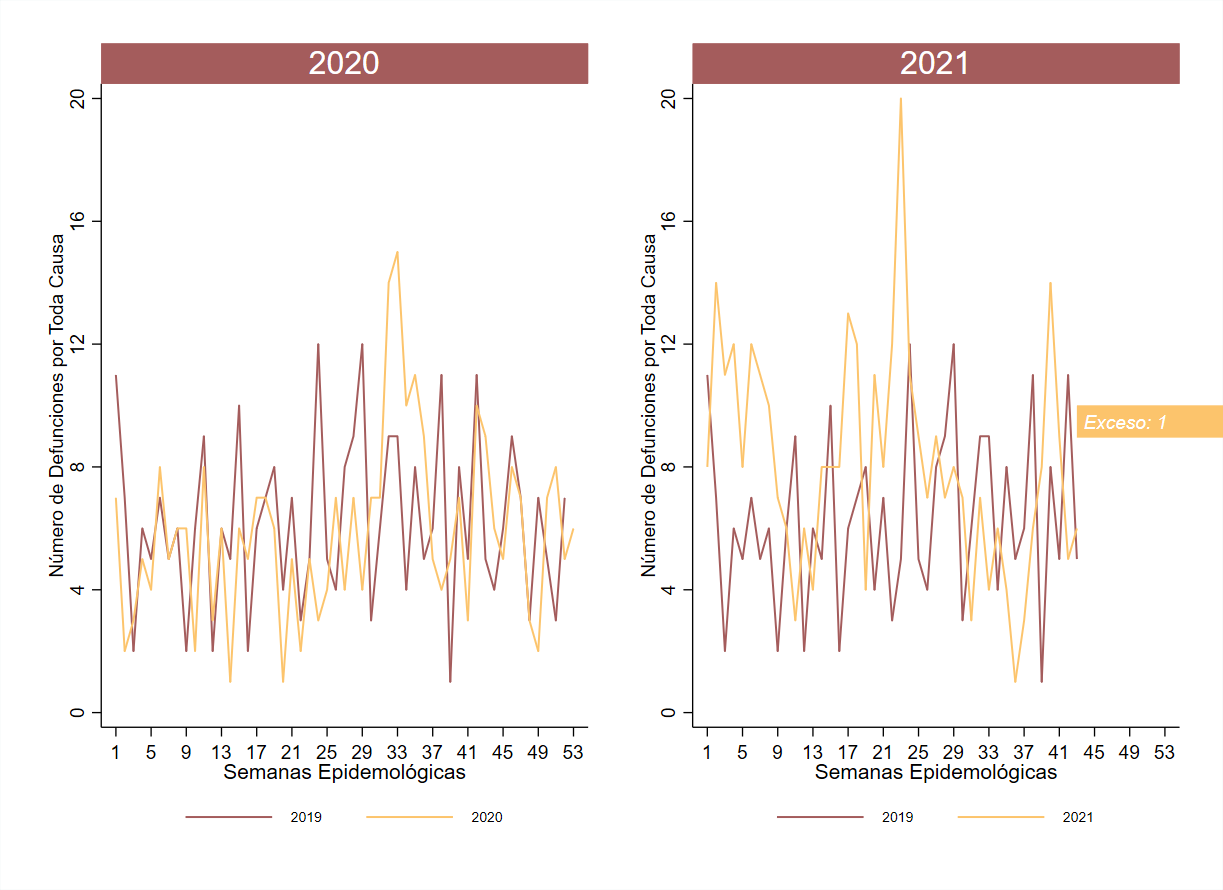 2020
Número de Defunciones por Toda Causa
20
16
12
8
4
0
1 5 9 13 17 21 25 29 33 37 41 45 49 53
Semanas Epidemológicas
2019 2020
2021
Número de Defunciones por Toda Causa
20
16
12
8
4
0
Exceso: 1
1 5 9 13 17 21 25 29 33 37 41 45 49 53
Semanas Epidemológicas
2019 2021